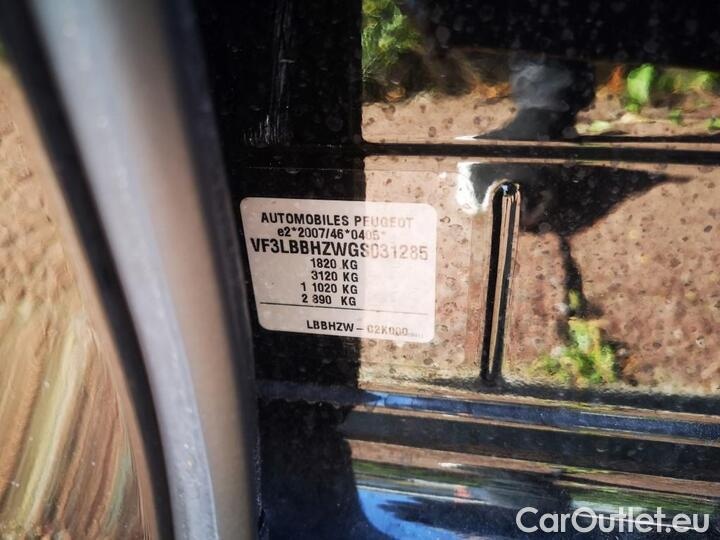 AUTOMOBILES PEUGEOT
e2*2007/46*0405*
VF3LBBHZWGS031285
1820 KG
3120 KG
1 1020 KG
2 890 KG
LBBHZW - 02K000
CarOutlet.eu